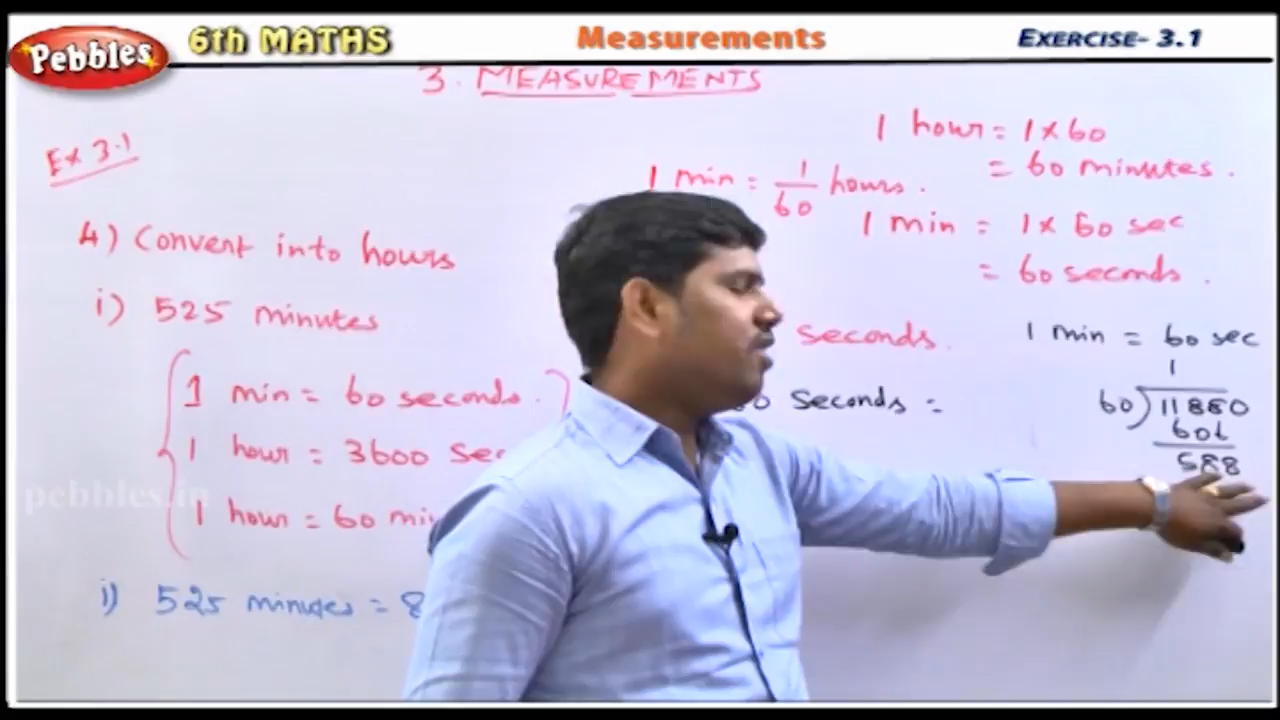 Pebbles
6th MATHS
Measurements
EXERCISE- 3.1
3. MEASUREMENTS
Ex 3.1
1 hour = 1 x 60
= 60 minutes.
1 min = 1/60 hours.
1 min = 1 x 60 sec
= 60 seconds.
4) Convert into hours
i) 525 minutes
seconds.
1 min = 60 seconds.
1 hour = 3600 sec
1 hour = 60 min
seconds =
1 min = 60 sec
1
60) 11880
60
588
i) 525 minutes = 8
pebbles.in